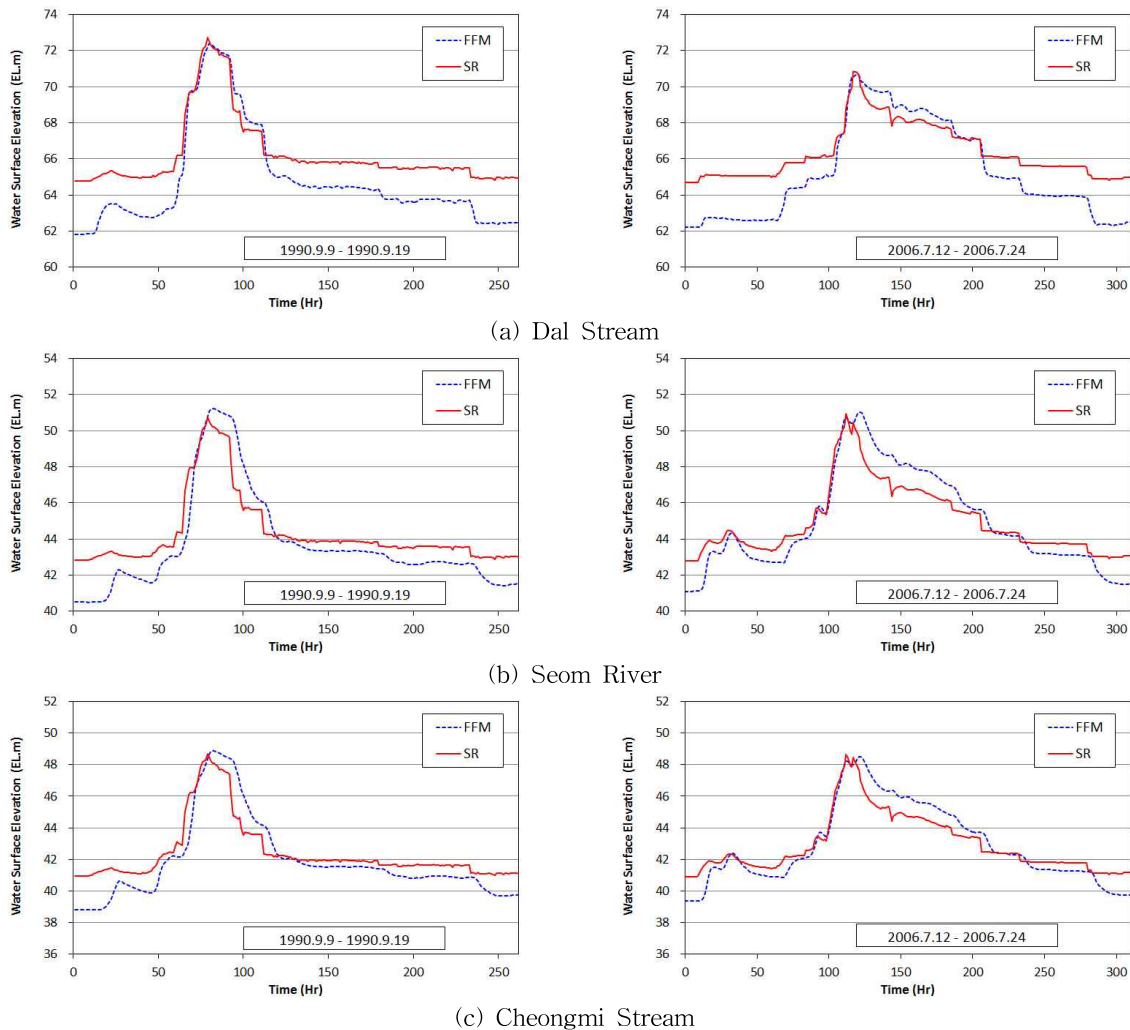 Water Surface Elevation (EL.m)
74
72
70
68
66
64
62
60
FFM
SR
1990.9.9 - 1990.9.19
0
50
100
150
200
250
Time (Hr)
Water Surface Elevation (EL.m)
74
72
70
68
66
64
62
60
FFM
SR
2006.7.12 - 2006.7.24
0
50
100
150
200
250
300
Time (Hr)
(a) Dal Stream
Water Surface Elevation (EL.m)
54
52
50
48
46
44
42
40
FFM
SR
1990.9.9 - 1990.9.19
0
50
100
150
200
250
Time (Hr)
Water Surface Elevation (EL.m)
54
52
50
48
46
44
42
40
FFM
SR
2006.7.12 - 2006.7.24
0
50
100
150
200
250
300
Time (Hr)
(b) Seom River
Water Surface Elevation (EL.m)
52
50
48
46
44
42
40
38
36
FFM
SR
1990.9.9 - 1990.9.19
0
50
100
150
200
250
Time (Hr)
Water Surface Elevation (EL.m)
52
50
48
46
44
42
40
38
36
FFM
SR
2006.7.12 - 2006.7.24
0
50
100
150
200
250
300
Time (Hr)
(c) Cheongmi Stream